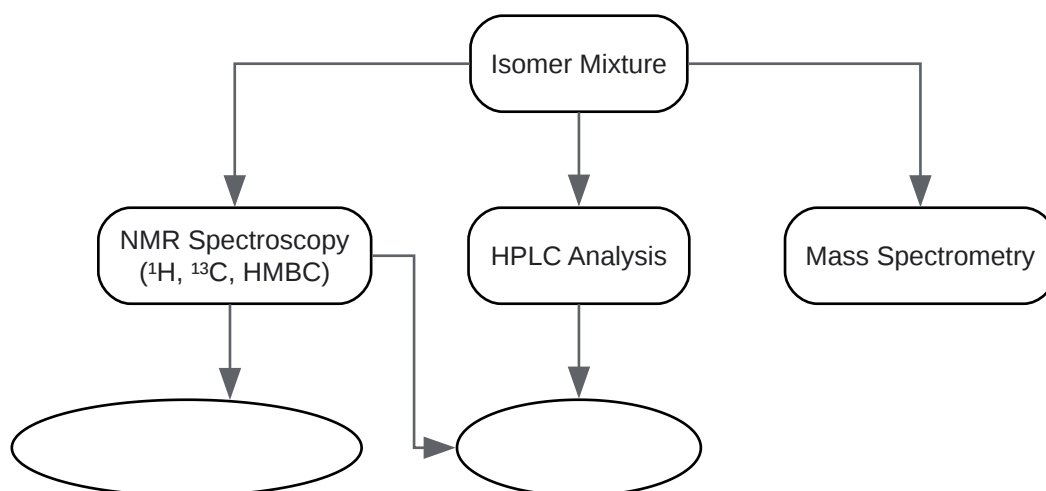 Isomer Mixture
NMR Spectroscopy
(¹H, ¹³C, HMBC)
HPLC Analysis
Mass Spectrometry